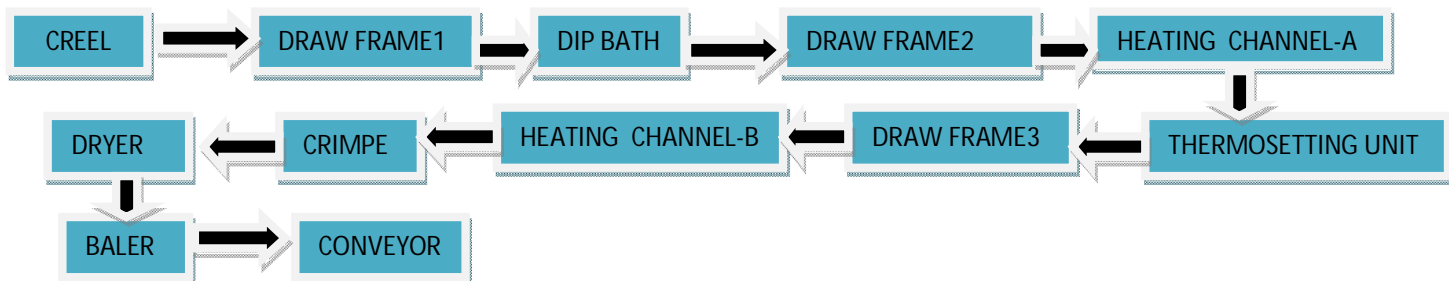 CREEL
DRAW FRAME1
DIP BATH
DRAW FRAME2
HEATING CHANNEL-A
THERMOSETTING UNIT
DRAW FRAME3
HEATING CHANNEL-B
CRIMPE
DRYER
BALER
CONVEYOR